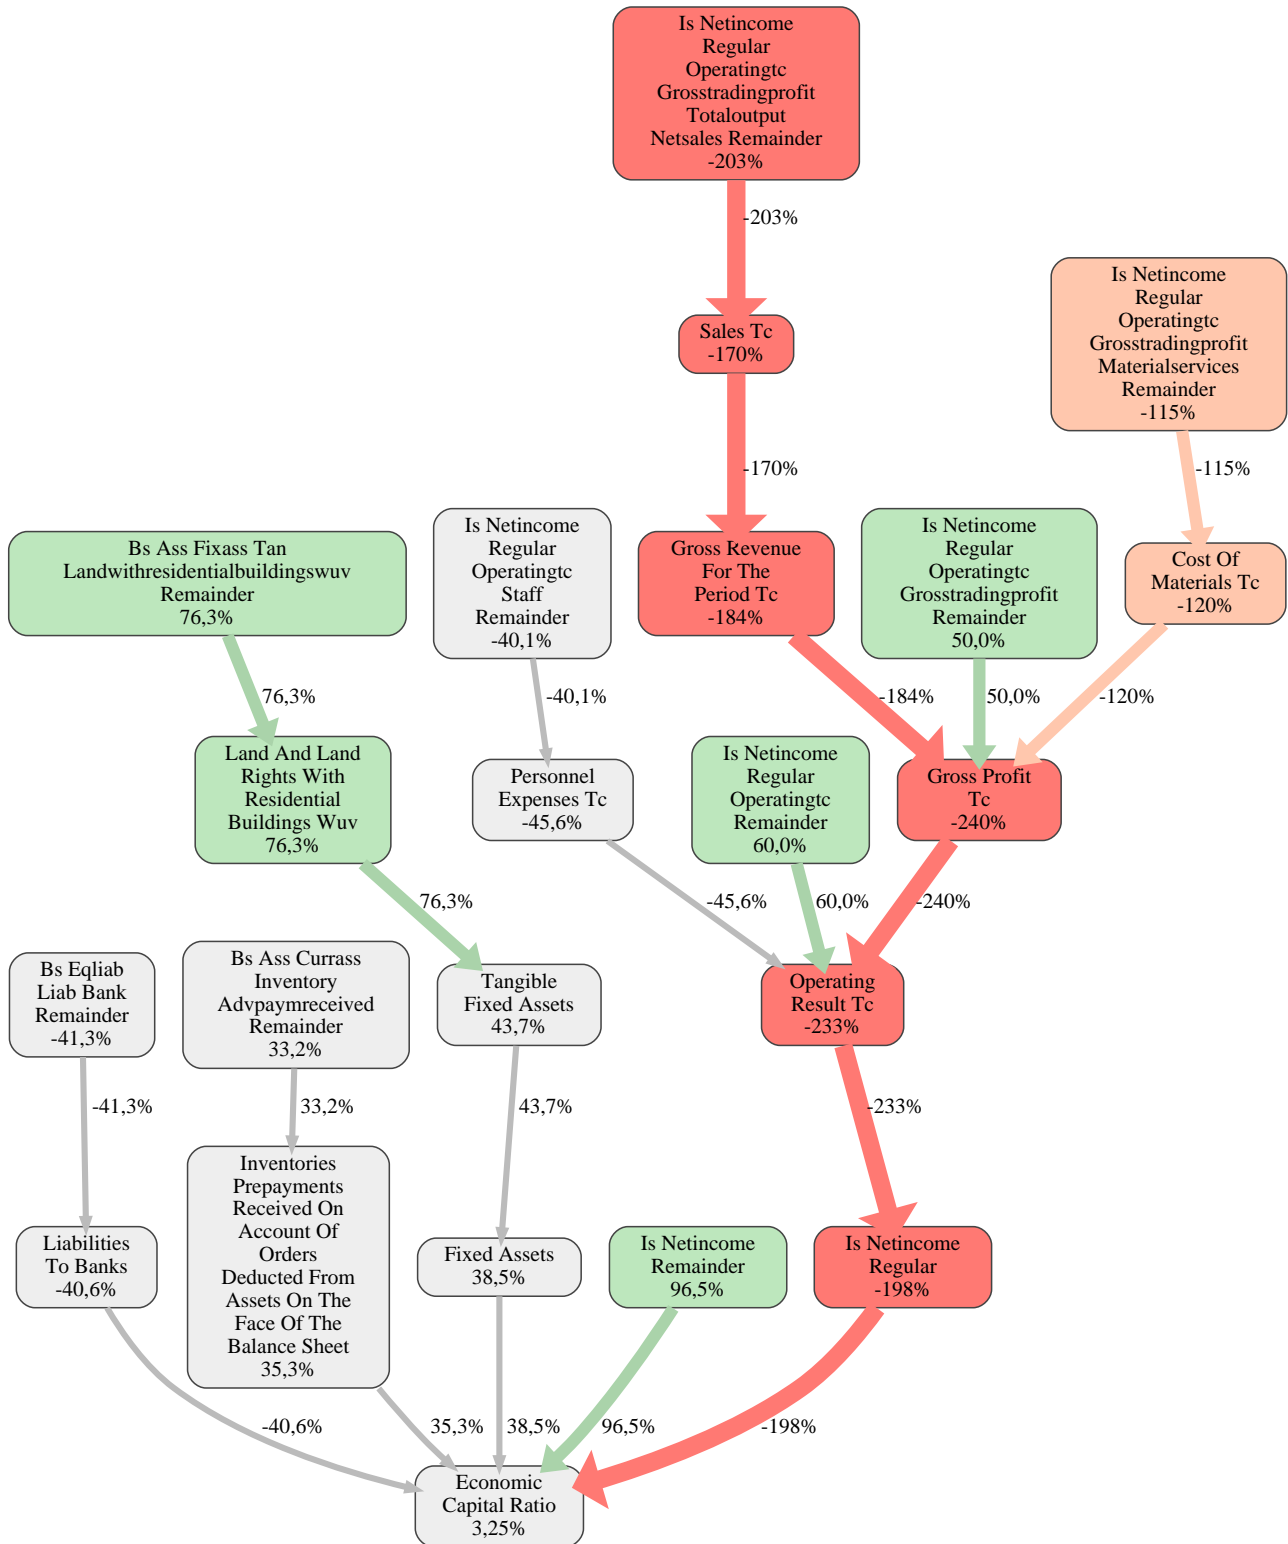 Is Netincome
Regular
Operatingtc
Grosstradingprofit
Totaloutput
Netsales Remainder
-203%
-203%
Is Netincome
Regular
Operatingtc
Grosstradingprofit
Materialservices
Remainder
-115%
Sales Tc
-170%
-170%
-115%
Bs Ass Fixass Tan
Landwithresidentialbuildingswuv
Remainder
76,3%
Is Netincome
Regular
Operatingtc
Staff
Remainder
-40,1%
Gross Revenue
For The
Period Tc
-184%
Is Netincome
Regular
Operatingtc
Grosstradingprofit
Remainder
50,0%
Cost Of
Materials Tc
-120%
76,3%
-40,1%
-184%
50,0%
-120%
Land And Land
Rights With
Residential
Buildings Wuv
76,3%
Personnel
Expenses Tc
-45,6%
Is Netincome
Regular
Operatingtc
Remainder
60,0%
Gross Profit
Tc
-240%
76,3%
-45,6%
60,0%
-240%
Bs Eqliab
Liab Bank
Remainder
-41,3%
Bs Ass Currass
Inventory
Advpaymreceived
Remainder
33,2%
Tangible
Fixed Assets
43,7%
Operating
Result Tc
-233%
-41,3%
33,2%
43,7%
-233%
Liabilities
To Banks
-40,6%
Inventories
Prepayments
Received On
Account Of
Orders
Deducted From
Assets On The
Face Of The
Balance Sheet
35,3%
Fixed Assets
38,5%
Is Netincome
Remainder
96,5%
Is Netincome
Regular
-198%
-40,6%
35,3%
38,5%
96,5%
-198%
Economic
Capital Ratio
3,25%